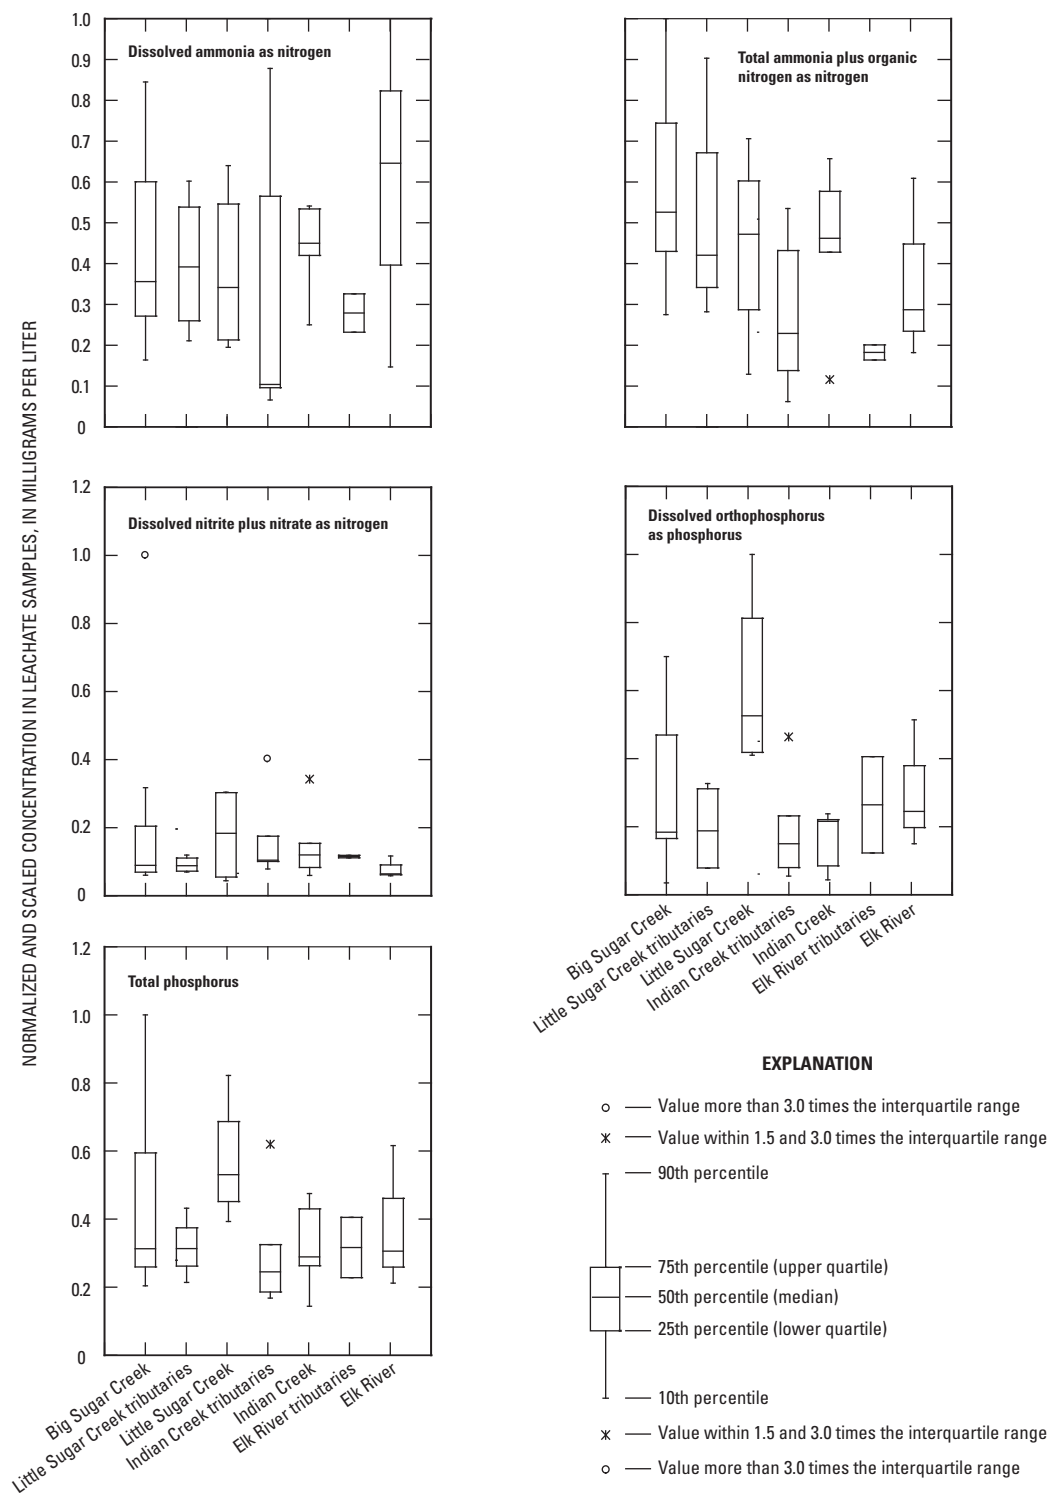 NORMALIZED AND SCALED CONCENTRATION IN LEACHATE SAMPLES, IN MILLIGRAMS PER LITER
1.0
0.9
0.8
0.7
0.6
0.5
0.4
0.3
0.2
0.1
0
Dissolved ammonia as nitrogen
Total ammonia plus organic
nitrogen as nitrogen
1.2
1.0
0.8
0.6
0.4
0.2
0
Dissolved nitrite plus nitrate as nitrogen
Dissolved orthophosphorus
as phosphorus
Big Sugar Creek
Little Sugar Creek tributaries
Little Sugar Creek
Indian Creek tributaries
Indian Creek
Elk River tributaries
Elk River
1.2
1.0
0.8
0.6
0.4
0.2
0
Total phosphorus
Big Sugar Creek
Little Sugar Creek tributaries
Little Sugar Creek
Indian Creek tributaries
Indian Creek
Elk River tributaries
Elk River
EXPLANATION
Value more than 3.0 times the interquartile range
Value within 1.5 and 3.0 times the interquartile range
90th percentile
75th percentile (upper quartile)
50th percentile (median)
25th percentile (lower quartile)
10th percentile
Value within 1.5 and 3.0 times the interquartile range
Value more than 3.0 times the interquartile range